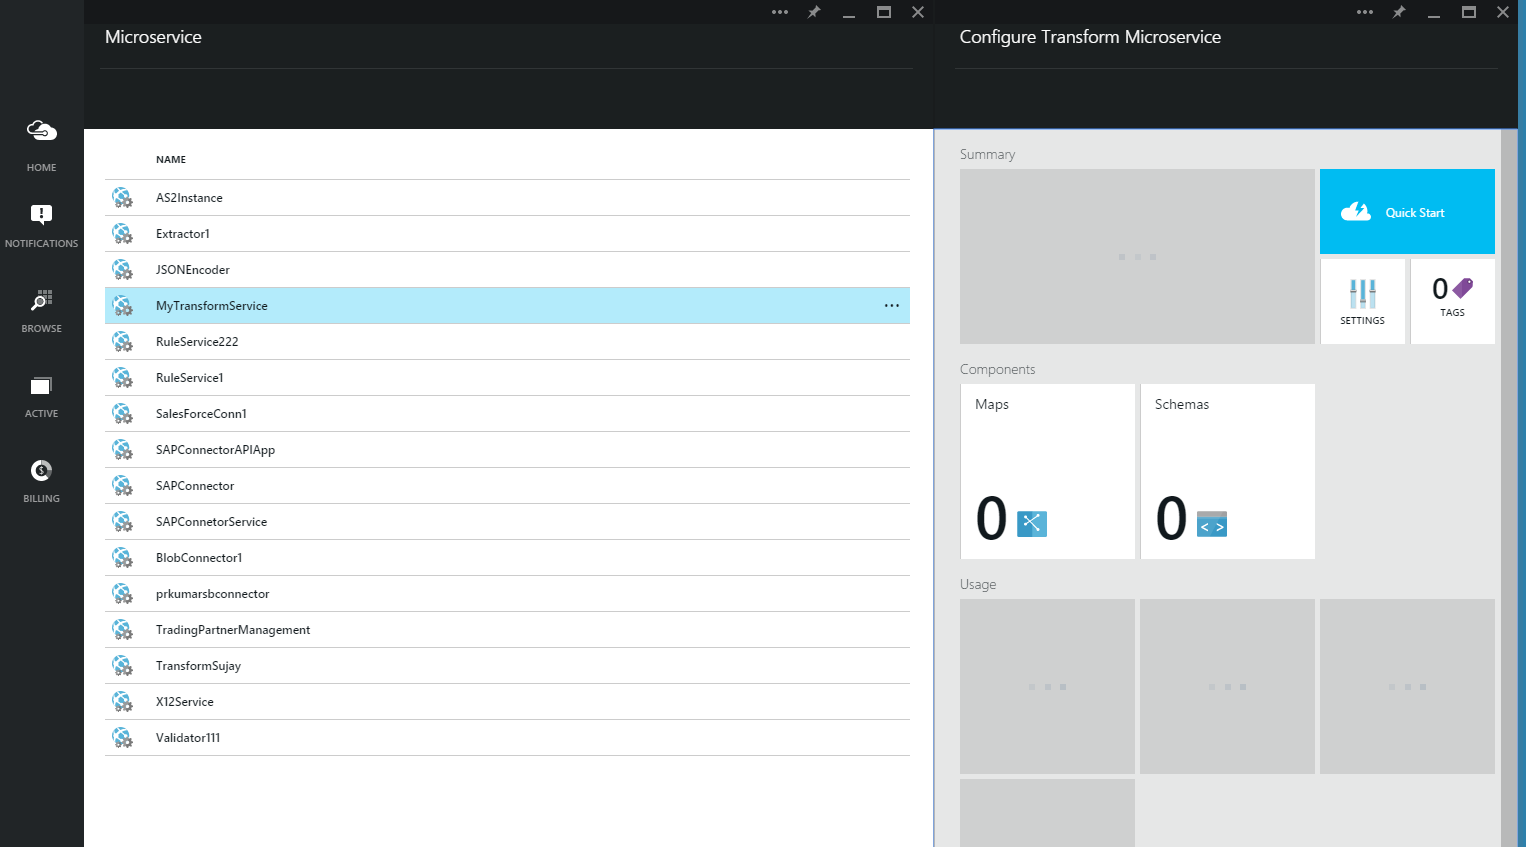 HOME
NOTIFICATIONS
BROWSE
ACTIVE
BILLING
Microservice
NAME
AS2Instance
Extractor1
JSONEncoder
MyTransformService
RuleService222
RuleService1
SalesForceConn1
SAPConnectorAPIApp
SAPConnector
SAPConnetorService
BlobConnector1
prkumarsbconnector
TradingPartnerManagement
TransformSujay
X12Service
Validator111
Configure Transform Microservice
Summary
Quick Start
SETTINGS
0
TAGS
Components
Maps
0
Schemas
0
Usage